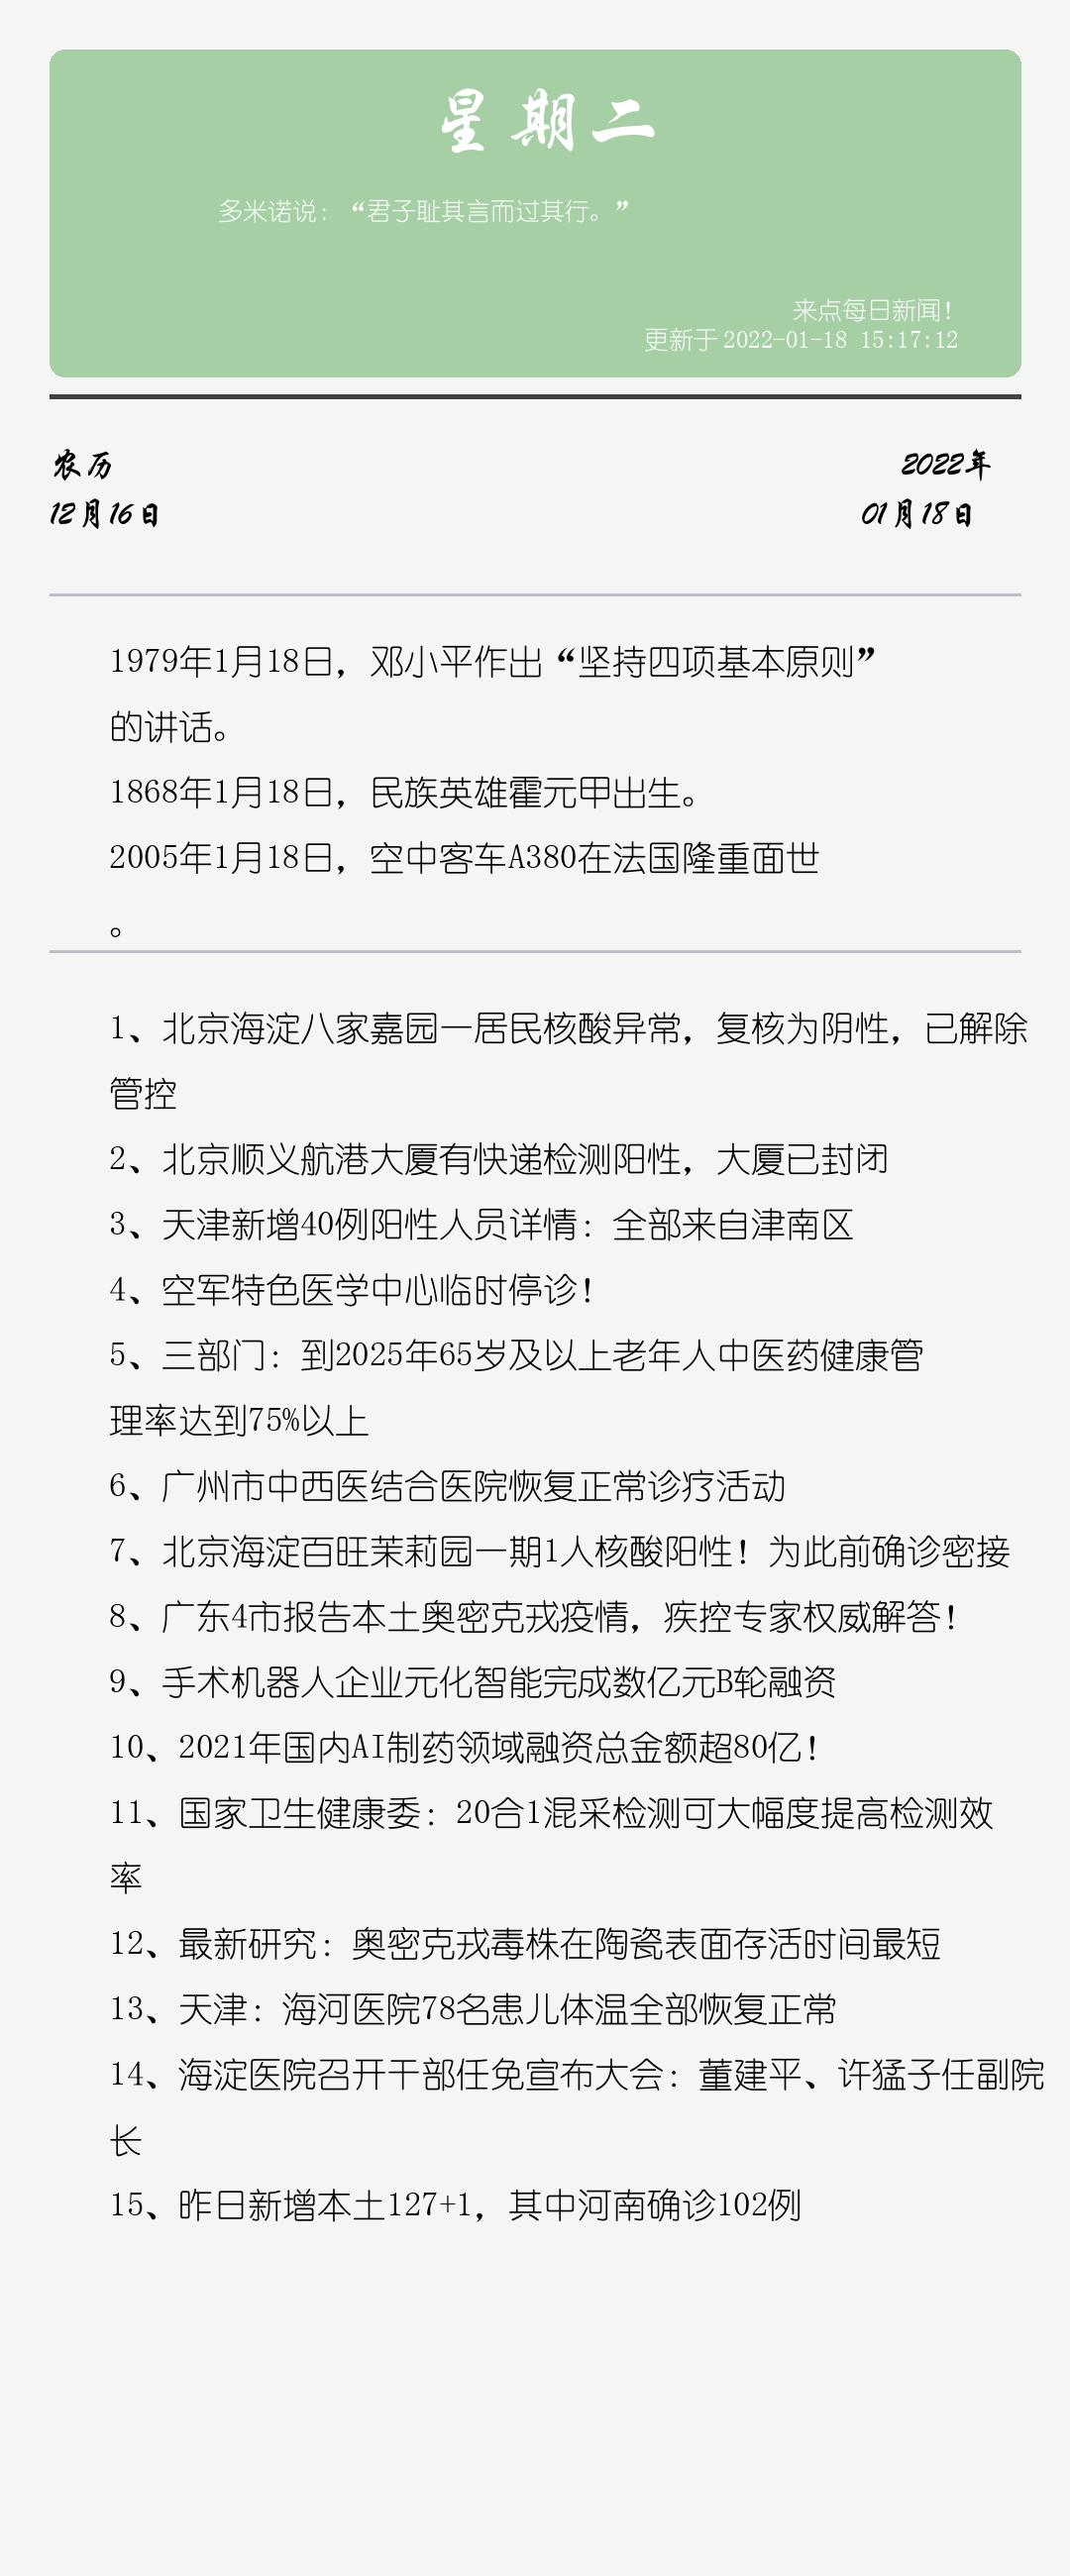 星期二
多米诺说：“君子耻其言而过其行。”
来点每日新闻！
更新于 2022-01-18 15:17:12
农历
12月16日
2022年
01月18日
1979年1月18日，邓小平作出“坚持四项基本原则”
的讲话。
1868年1月18日，民族英雄霍元甲出生。
2005年1月18日，空中客车A380在法国隆重面世
。
1、北京海淀八家嘉园一居民核酸异常，复核为阴性，已解除
管控
2、北京顺义航港大厦有快递检测阳性，大厦已封闭
3、天津新增40例阳性人员详情：全部来自津南区
4、空军特色医学中心临时停诊！
5、三部门：到2025年65岁及以上老年人中医药健康管
理率达到75%以上
6、广州市中西医结合医院恢复正常诊疗活动
7、北京海淀百旺茉莉园一期1人核酸阳性！为此前确诊密接
8、广东4市报告本土奥密克戎疫情，疾控专家权威解答！
9、手术机器人企业元化智能完成数亿元B轮融资
10、2021年国内AI制药领域融资总金额超80亿！
11、国家卫生健康委：20合1混采检测可大幅度提高检测效
率
12、最新研究：奥密克戎毒株在陶瓷表面存活时间最短
13、天津：海河医院78名患儿体温全部恢复正常
14、海淀医院召开干部任免宣布大会：董建平、许猛子任副院
长
15、昨日新增本土127+1，其中河南确诊102例